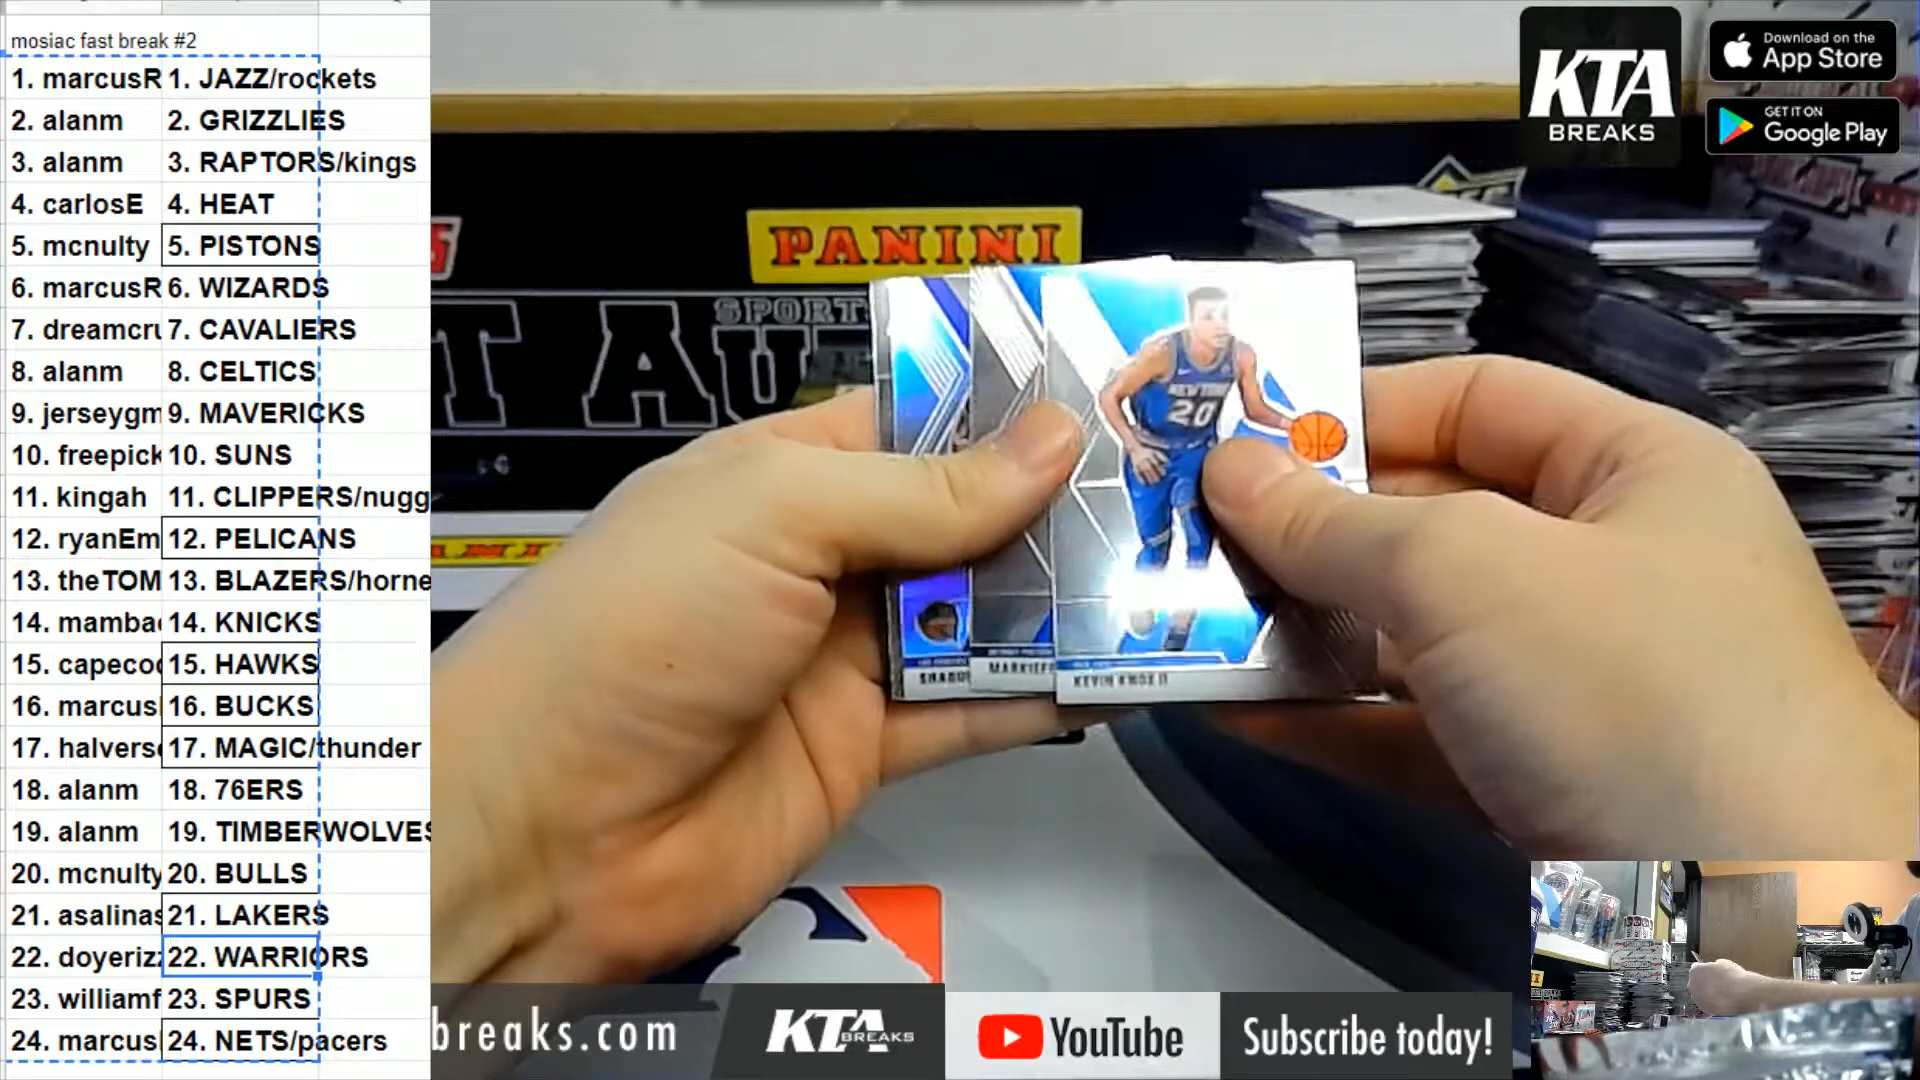 mosiac fast break #2
1. marcusR 1. JAZZ/rockets
2. alanm 2. GRIZZLIES
3. alanm 3. RAPTORS/kings
4. carlosE 4. HEAT
5. mcnulty 5. PISTONS
6. marcusR 6. WIZARDS
7. dreamcru 7. CAVALIERS
8. alanm 8. CELTICS
9. jerseygm 9. MAVERICKS
10. freepick 10. SUNS
11. kingah 11. CLIPPERS/nugg
12. ryanEm 12. PELICANS
13. theTOM 13. BLAZERS/horne
14. mamba 14. KNICKS
15. capecod 15. HAWKS
16. marcus 16. BUCKS
17. halvers 17. MAGIC/thunder
18. alanm 18. 76ERS
19. alanm 19. TIMBERWOLVES
20. mcnulty 20. BULLS
21. asalinas 21. LAKERS
22. doyeriz 22. WARRIORS
23. williamf 23. SPURS
24. marcus 24. NETS/pacers
KTA
BREAKS
Download on the
App Store
GET IT ON
Google Play
PANINI
SPORT
T AU
NEW YORK
20
SHAQU
MARKIEFF
KEVIN KNOX II
breaks.com
KTA BREAKS
YouTube
Subscribe today!